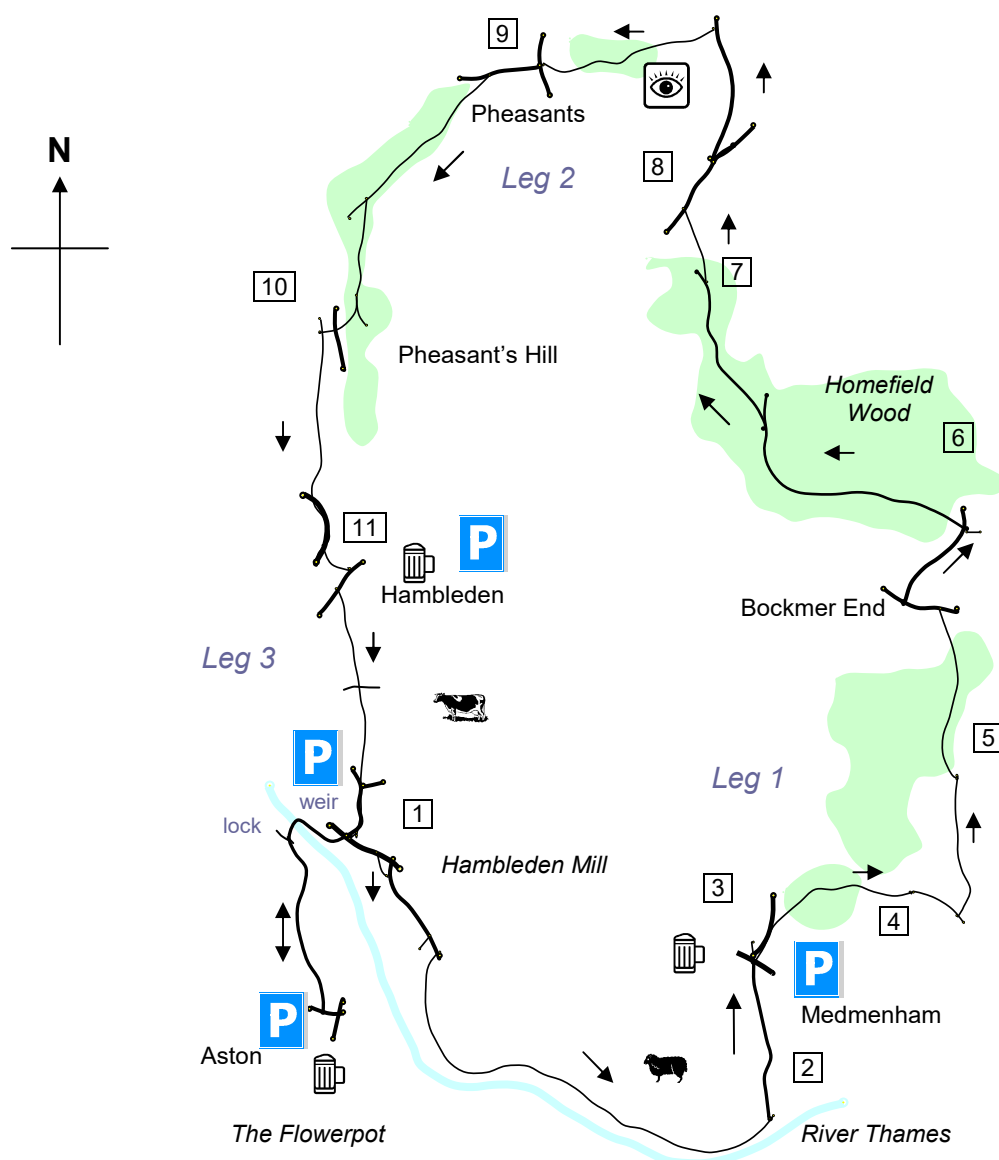 9
Pheasants
N
8
Leg 2
7
10
Pheasant's Hill
Homefield
Wood
6
11
P
Hambleden
Bockmer End
Leg 3
5
P
Leg 1
weir
1
lock
Hambleden Mill
3
4
P
Medmenham
P
Aston
2
The Flowerpot
River Thames